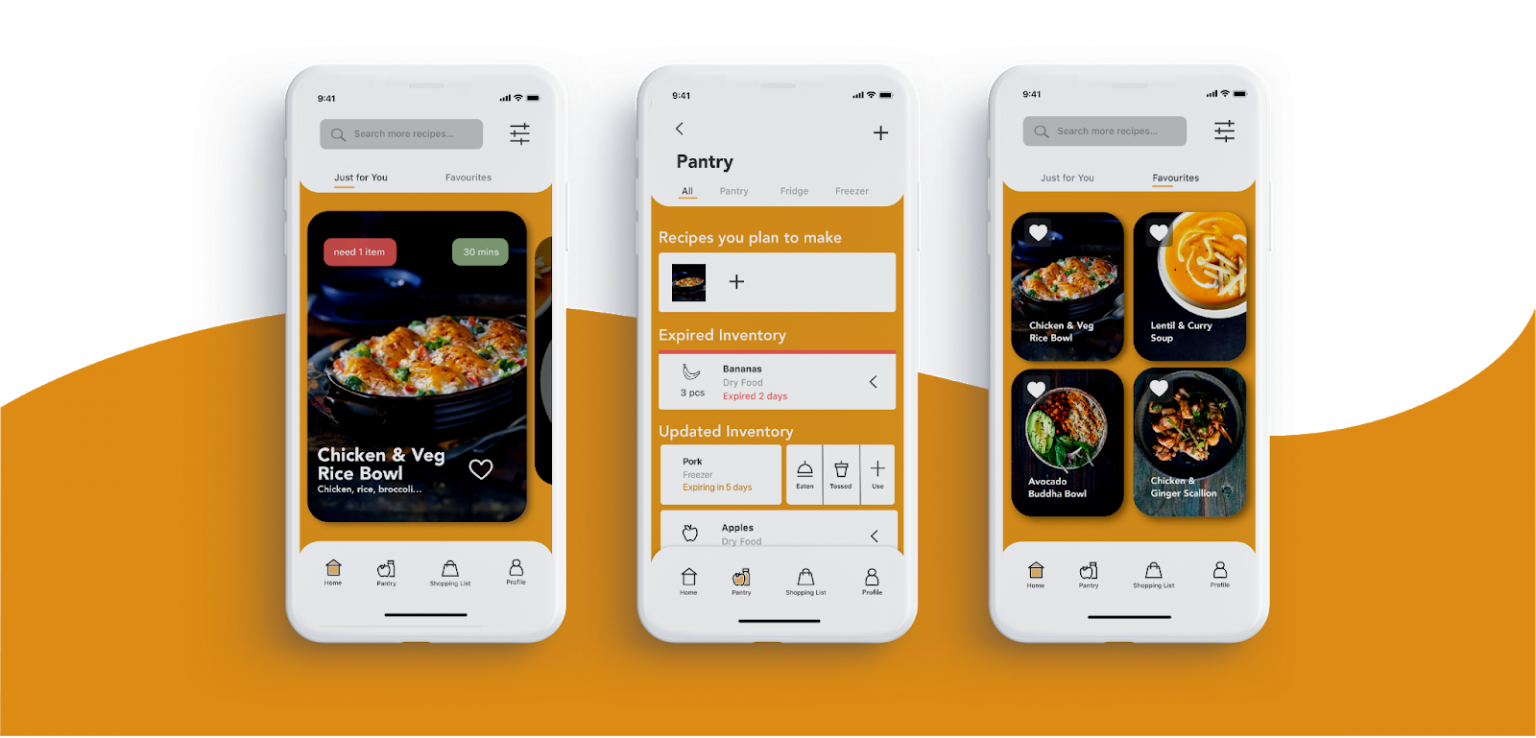 9:41
Search more recipes...
Just for You
Favourites
need 1 item
30 mins
Chicken & Veg
Rice Bowl
Chicken, rice, broccoli...
Home
Pantry
Shopping List
Profile
9:41
Pantry
All
Pantry
Fridge
Freezer
Recipes you plan to make
Expired Inventory
3 pcs
Bananas
Dry Food
Expired 2 days
Updated Inventory
Pork
Freezer
Expiring in 5 days
Eaten
Tossed
Use
Apples
Dry Food
Home
Pantry
Shopping List
Profile
9:41
Search more recipes...
Just for You
Favourites
Chicken & Veg
Rice Bowl
Lentil & Curry
Soup
Avocado
Buddha Bowl
Chicken &
Ginger Scallion
Home
Pantry
Shopping List
Profile